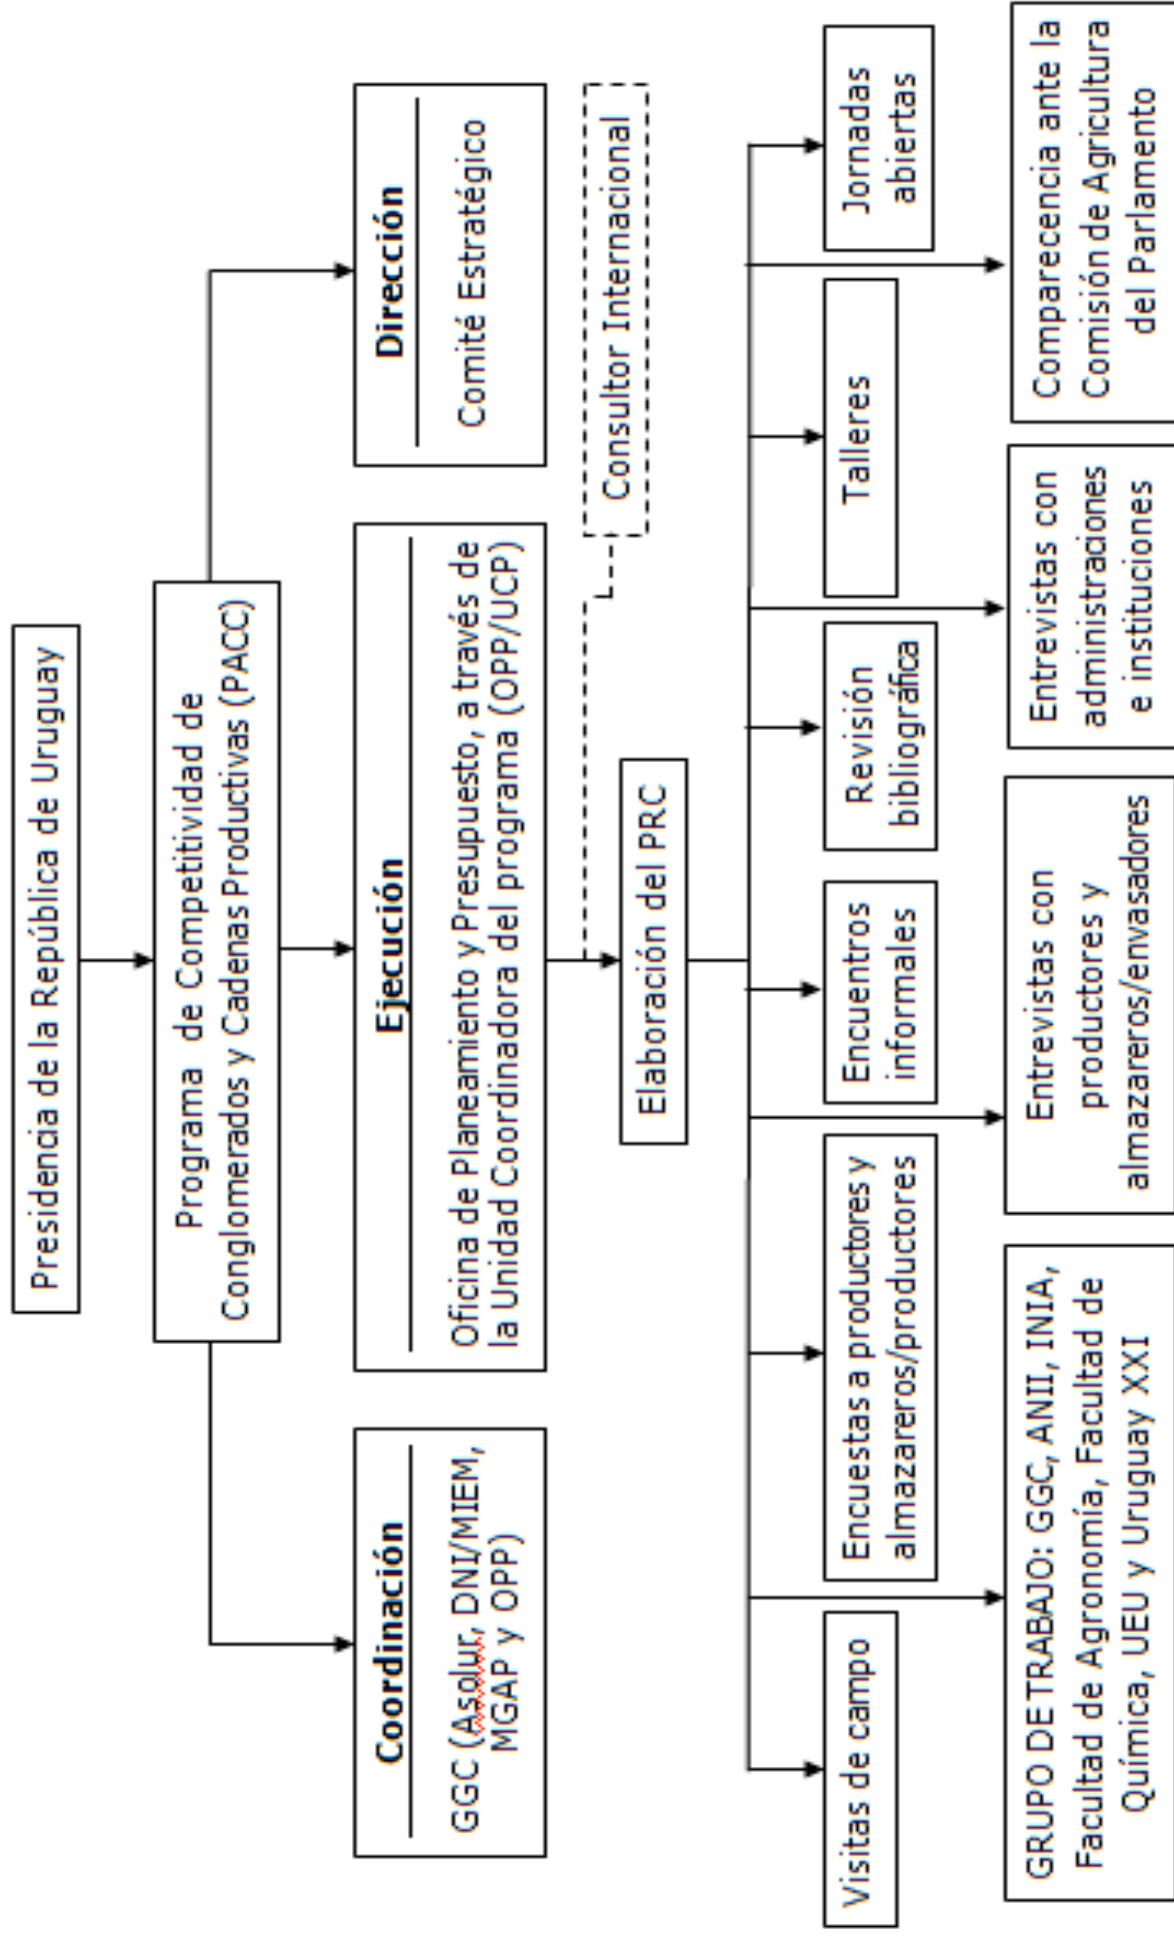 Presidencia de la República de Uruguay
Programa de Competitividad de
Conglomerados y Cadenas Productivas (PACC)
Coordinación
GGC (Asolur, DNI/MIEM,
MGAP y OPP)
Ejecución
Oficina de Planeamiento y Presupuesto, a través de
la Unidad Coordinadora del programa (OPP/UCP)
Dirección
Comité Estratégico
Consultor Internacional
Elaboración del PRC
Visitas de campo
Encuestas a productores y
almazareros/productores
Encuentros
informales
Revisión
bibliográfica
Talleres
Jornadas
abiertas
GRUPO DE TRABAJO: GGC, ANII, INIA,
Facultad de Agronomía, Facultad de
Química, UEU y Uruguay XXI
Entrevistas con
productores y
almazareros/envasadores
Entrevistas con
administraciones
e instituciones
Comparecencia ante la
Comisión de Agricultura
del Parlamento